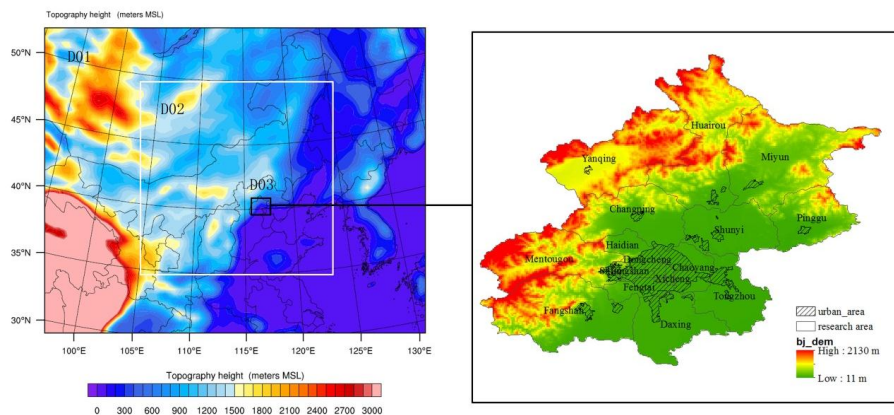 Topography height (meters MSL)
50°N
45°N
40°N
35°N
30°N
D01
D02
D03
100°E 105°E 110°E 115°E 120°E 125°E 130°E
Topography height (meters MSL)
0 300 600 900 1200 1500 1800 2100 2400 2700 3000
Huairou
Yanqing
Miyun
Changping
Shunyi
Pinggu
Haidian
Mentougou
Dongcheng
Chaoyang
Xicheng
Fengtai
Tongzhou
Fangshan
Daxing
urban_area
research area
bj_dem
High : 2130 m
Low : 11 m